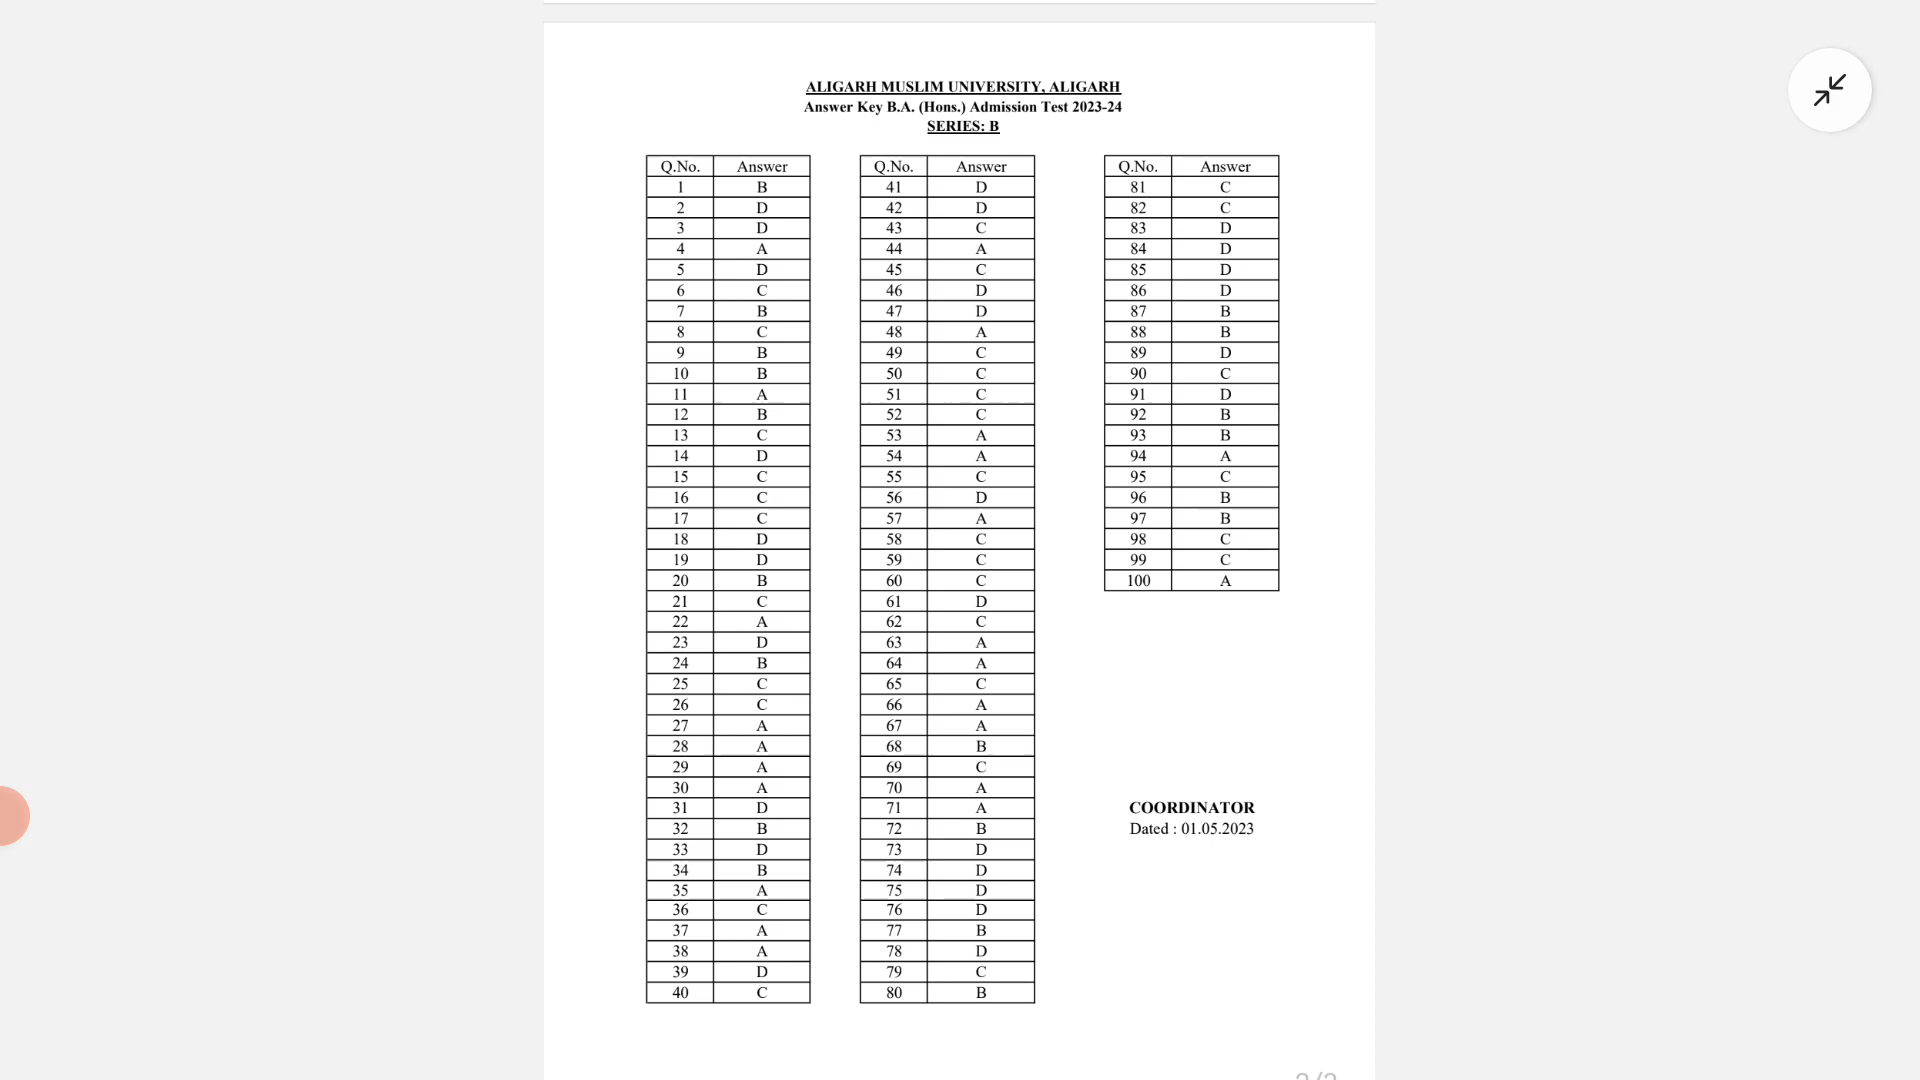 ALIGARH MUSLIM UNIVERSITY, ALIGARH
Answer Key B.A. (Hons.) Admission Test 2023-24
SERIES: B
Q.No. Answer
1 B
2 D
3 D
4 A
5 D
6 C
7 B
8 C
9 B
10 B
11 A
12 B
13 C
14 D
15 C
16 C
17 C
18 D
19 D
20 B
21 C
22 A
23 D
24 B
25 C
26 C
27 A
28 A
29 A
30 A
31 D
32 B
33 D
34 B
35 A
36 C
37 A
38 A
39 D
40 C
Q.No. Answer
41 D
42 D
43 C
44 A
45 C
46 D
47 D
48 A
49 C
50 C
51 C
52 C
53 A
54 A
55 C
56 D
57 A
58 C
59 C
60 C
61 D
62 C
63 A
64 A
65 C
66 A
67 A
68 B
69 C
70 A
71 A
72 B
73 D
74 D
75 D
76 D
77 B
78 D
79 C
80 B
Q.No. Answer
81 C
82 C
83 D
84 D
85 D
86 D
87 B
88 B
89 D
90 C
91 D
92 B
93 B
94 A
95 C
96 B
97 B
98 C
99 C
100 A
COORDINATOR
Dated : 01.05.2023